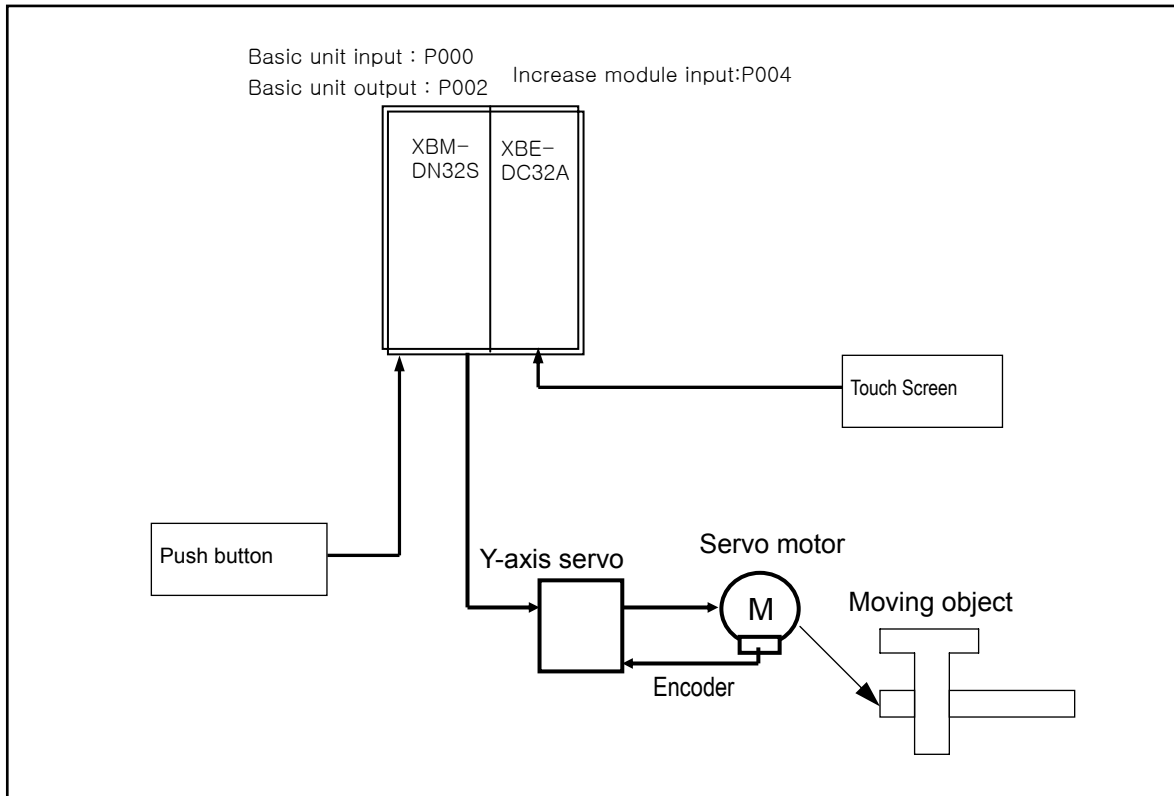 Basic unit input : P000
Basic unit output : P002
Increase module input:P004
XBM-
DN32S
XBE-
DC32A
Touch Screen
Push button
Y-axis servo
Servo motor
M
Moving object
Encoder